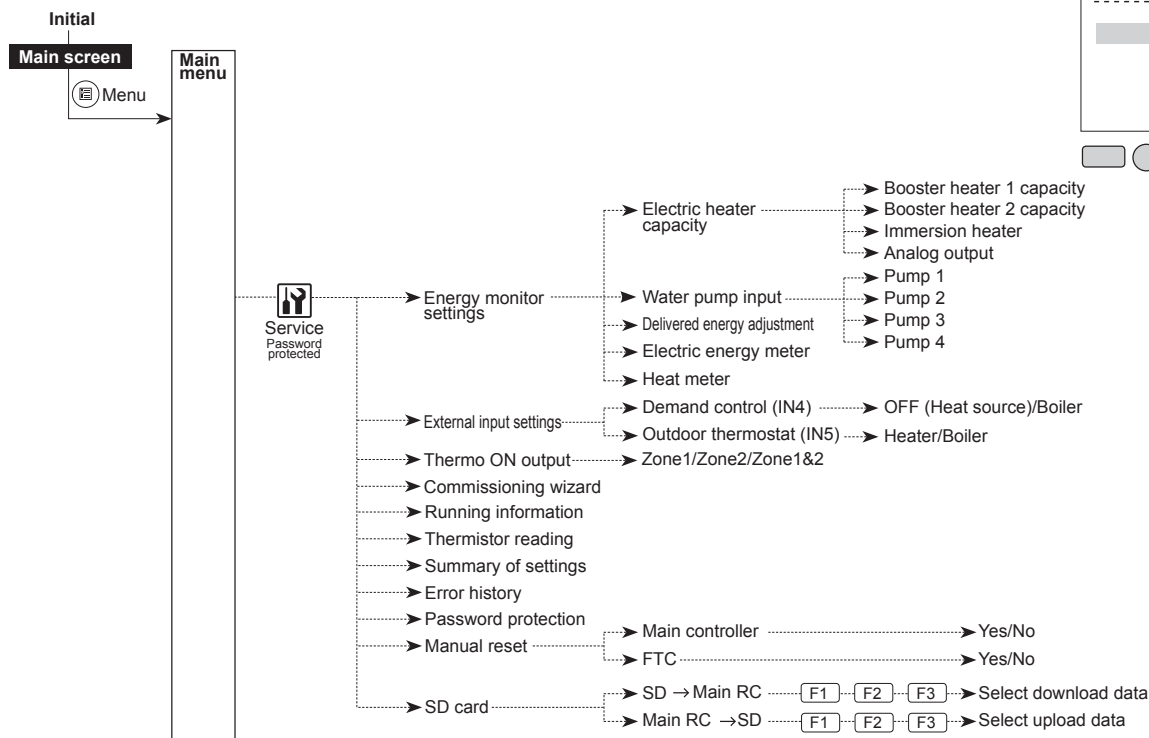 Initial
Main screen
Menu
Main
menu
Service
Password
protected
Energy monitor
settings
Electric heater
capacity
Booster heater 1 capacity
Booster heater 2 capacity
Immersion heater
Analog output
Water pump input
Pump 1
Pump 2
Pump 3
Pump 4
Delivered energy adjustment
Electric energy meter
Heat meter
External input settings
Demand control (IN4)
OFF (Heat source)/Boiler
Outdoor thermostat (IN5)
Heater/Boiler
Thermo ON output
Zone1/Zone2/Zone1&2
Commissioning wizard
Running information
Thermistor reading
Summary of settings
Error history
Password protection
Manual reset
Main controller
Yes/No
FTC
Yes/No
SD card
SD → Main RC F1 F2 F3 Select download data
Main RC → SD F1 F2 F3 Select upload data